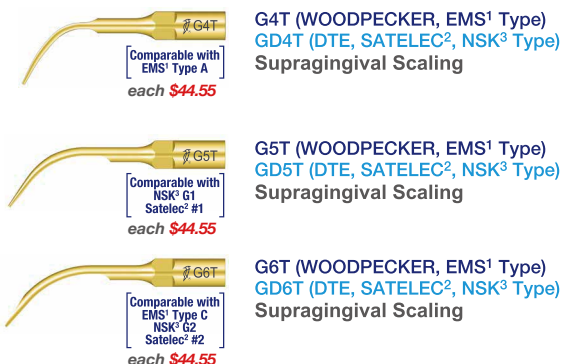 G4T
G4T (WOODPECKER, EMS¹ Type)
GD4T (DTE, SATELEC², NSK³ Type)
Supragingival Scaling
Comparable with
EMS¹ Type A
each $44.55
G5T
G5T (WOODPECKER, EMS¹ Type)
GD5T (DTE, SATELEC², NSK³ Type)
Supragingival Scaling
Comparable with
NSK³ G1
Satelec² #1
each $44.55
G6T
G6T (WOODPECKER, EMS¹ Type)
GD6T (DTE, SATELEC², NSK³ Type)
Supragingival Scaling
Comparable with
EMS¹ Type C
NSK³ G2
Satelec² #2
each $44.55